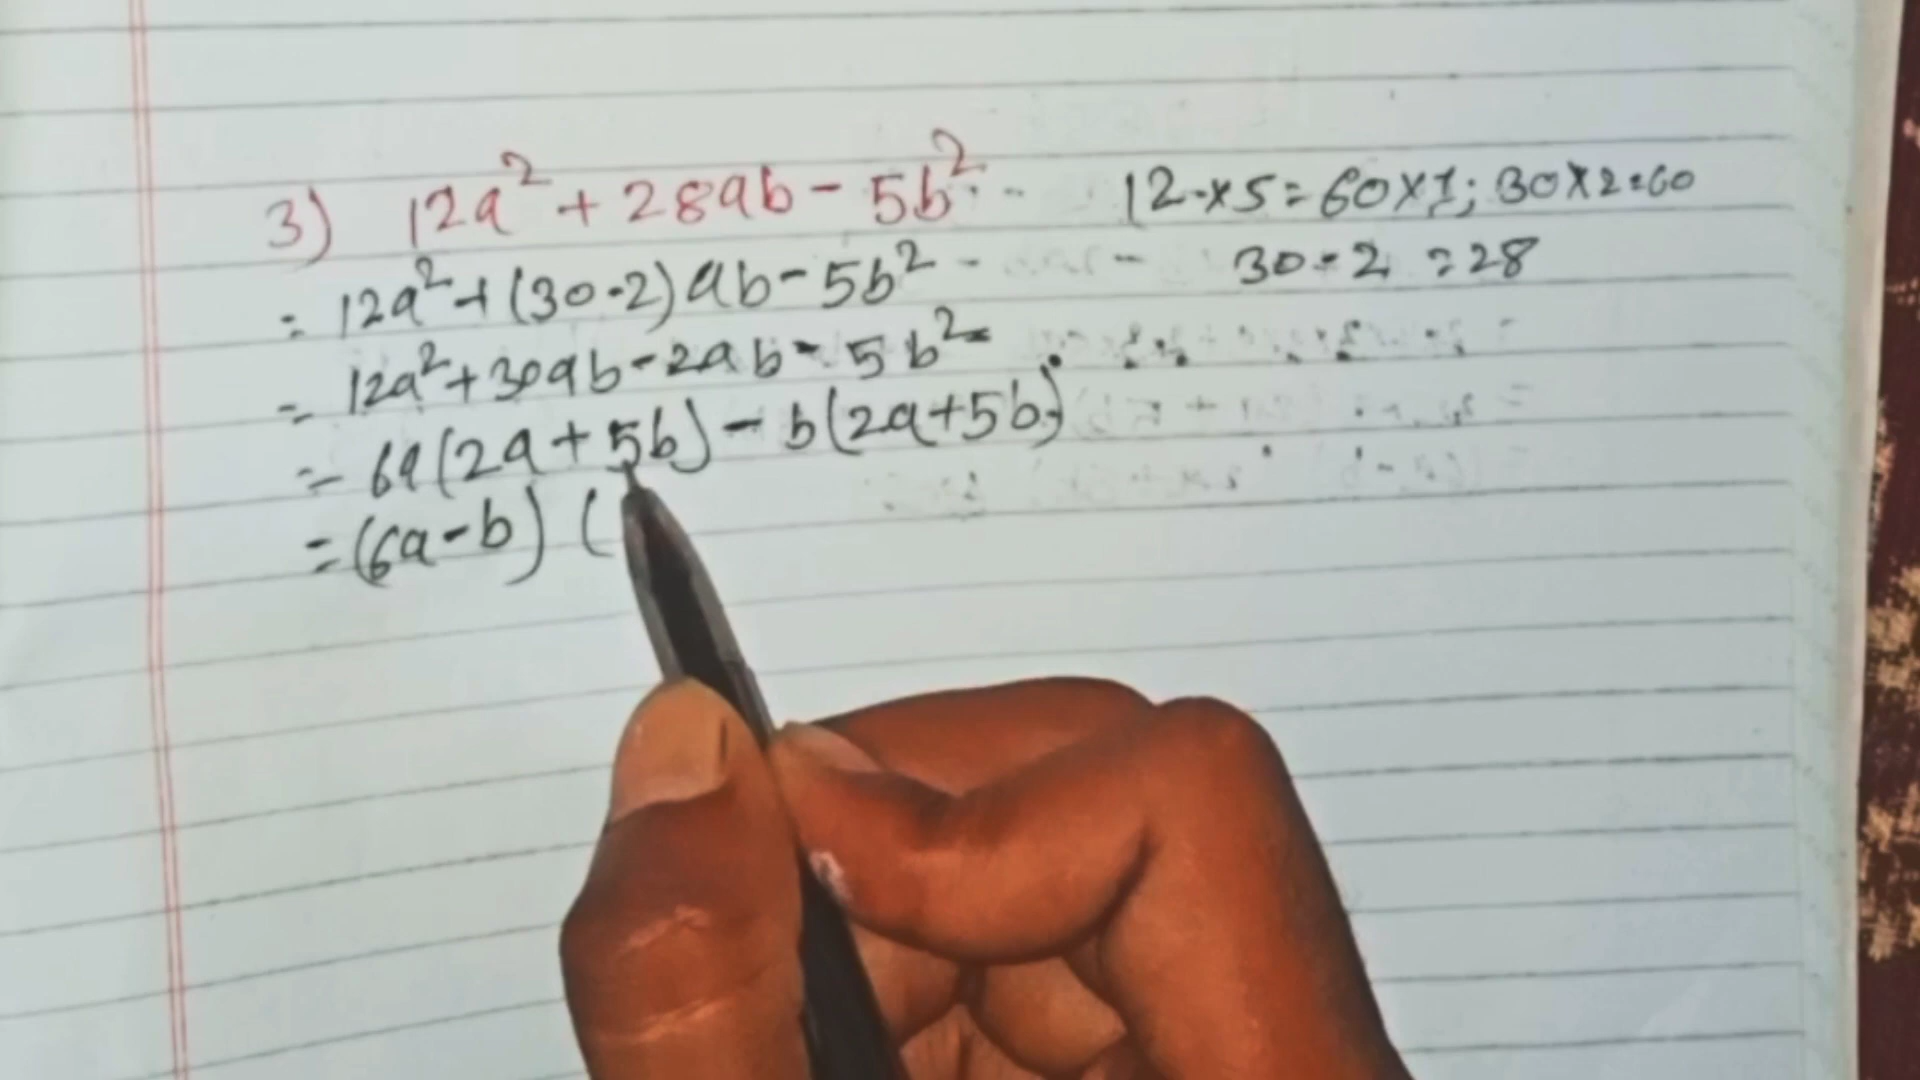 3) 12a² + 28ab - 5b²
12×5=60×1; 30×2=60
= 12a²+(30-2)ab-5b²
30-2 =28
= 12a²+30ab-2ab-5b²
= 6a(2a+5b)-b(2a+5b)
=(6a-b) (